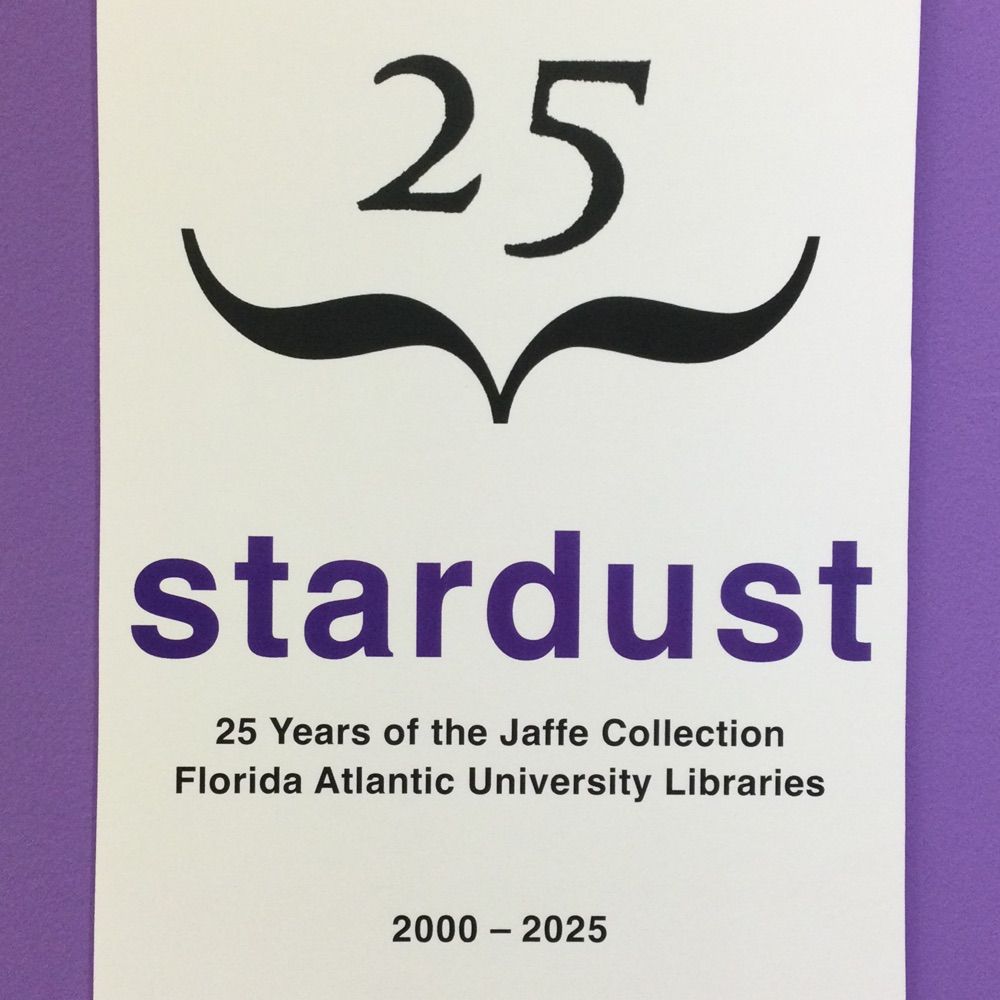 25
stardust
25 Years of the Jaffe Collection
Florida Atlantic University Libraries
2000 – 2025